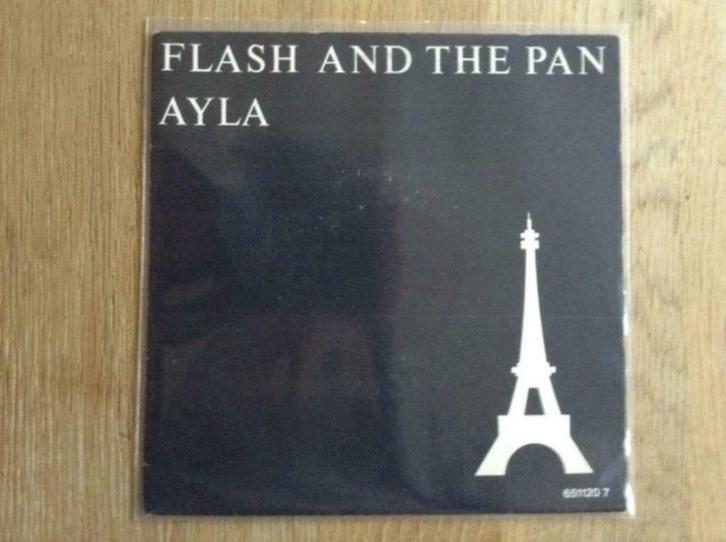 FLASH AND THE PAN
AYLA
651120 7